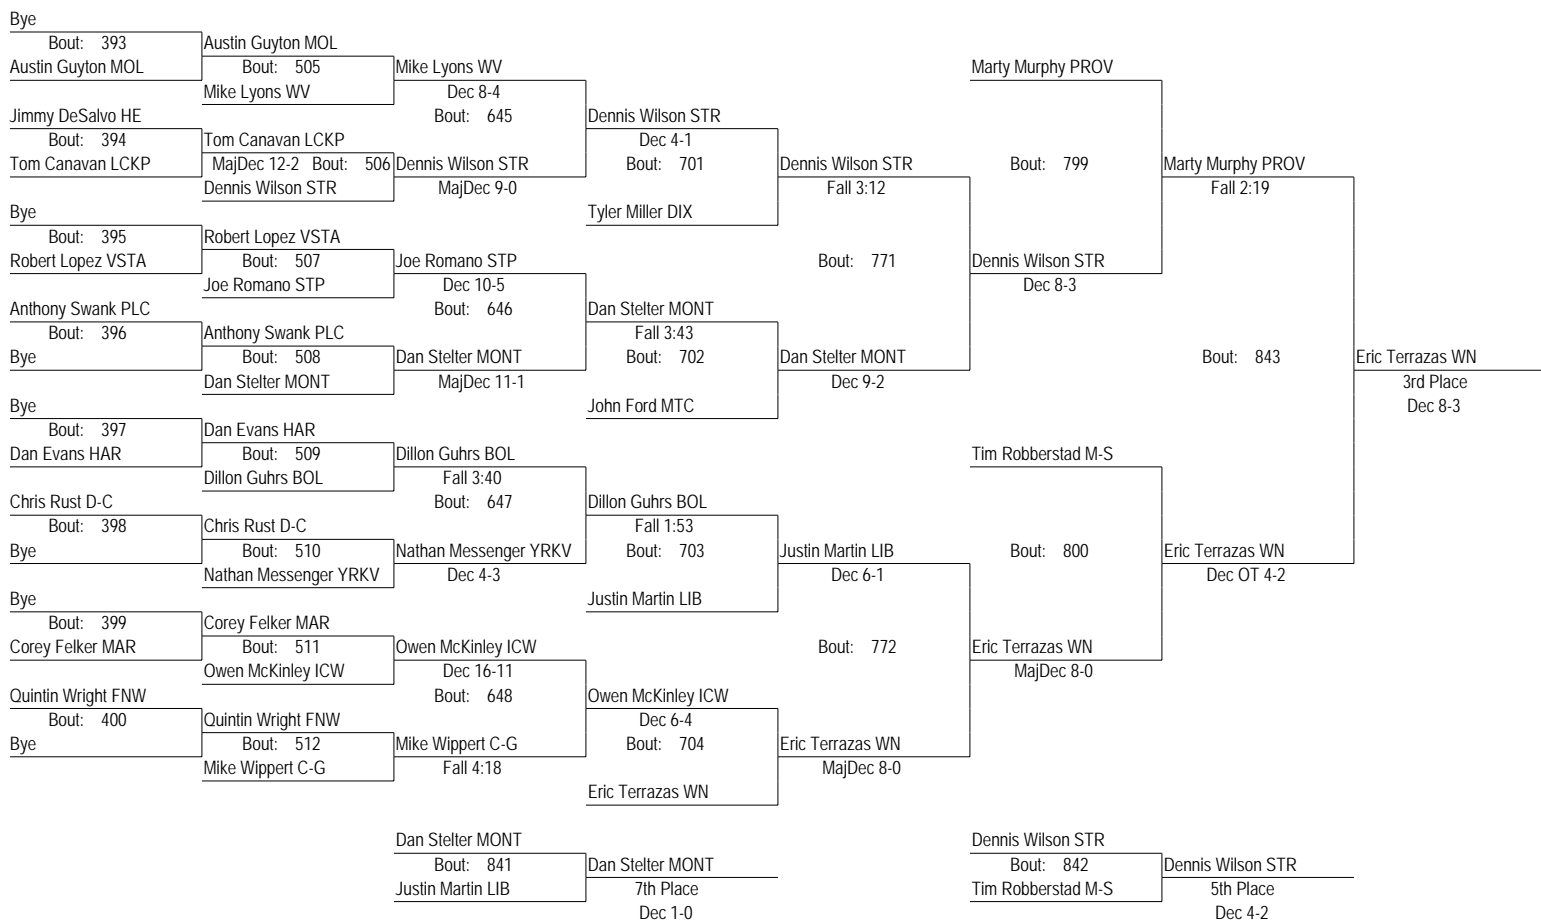 Bye
Bout: 393
Austin Guyton MOL
Austin Guyton MOL
Bout: 505
Mike Lyons WV
Mike Lyons WV
Dec 8-4
Bout: 645
Jimmy DeSalvo HE
Bout: 394
Tom Canavan LCKP
Tom Canavan LCKP
MajDec 12-2 Bout: 506
Dennis Wilson STR
Dennis Wilson STR
MajDec 9-0
Dennis Wilson STR
Dec 4-1
Bout: 701
Tyler Miller DIX
Bye
Bout: 395
Robert Lopez VSTA
Robert Lopez VSTA
Bout: 507
Joe Romano STP
Joe Romano STP
Dec 10-5
Bout: 646
Anthony Swank PLC
Bout: 396
Bye
Anthony Swank PLC
Bout: 508
Dan Stelter MONT
Dan Stelter MONT
MajDec 11-1
Dan Stelter MONT
Fall 3:43
Bout: 702
John Ford MTC
Dennis Wilson STR
Fall 3:12
Bout: 771
Dan Stelter MONT
Dec 9-2
Marty Murphy PROV
Bout: 799
Dennis Wilson STR
Dec 8-3
Marty Murphy PROV
Fall 2:19
Bout: 843
Eric Terrazas WN
3rd Place
Dec 8-3
Bye
Bout: 397
Dan Evans HAR
Dan Evans HAR
Bout: 509
Dillon Guhrs BOL
Dillon Guhrs BOL
Fall 3:40
Bout: 647
Chris Rust D-C
Bout: 398
Bye
Chris Rust D-C
Bout: 510
Nathan Messenger YRKV
Nathan Messenger YRKV
Dec 4-3
Dillon Guhrs BOL
Fall 1:53
Bout: 703
Justin Martin LIB
Bye
Bout: 399
Corey Felker MAR
Corey Felker MAR
Bout: 511
Owen McKinley ICW
Owen McKinley ICW
Dec 16-11
Bout: 648
Quintin Wright FNW
Bout: 400
Bye
Quintin Wright FNW
Bout: 512
Mike Wippert C-G
Mike Wippert C-G
Fall 4:18
Owen McKinley ICW
Dec 6-4
Bout: 704
Eric Terrazas WN
Justin Martin LIB
Dec 6-1
Bout: 772
Eric Terrazas WN
MajDec 8-0
Tim Robberstad M-S
Bout: 800
Eric Terrazas WN
MajDec 8-0
Eric Terrazas WN
Dec OT 4-2
Dan Stelter MONT
Bout: 841
Justin Martin LIB
Dan Stelter MONT
7th Place
Dec 1-0
Dennis Wilson STR
Bout: 842
Tim Robberstad M-S
Dennis Wilson STR
5th Place
Dec 4-2